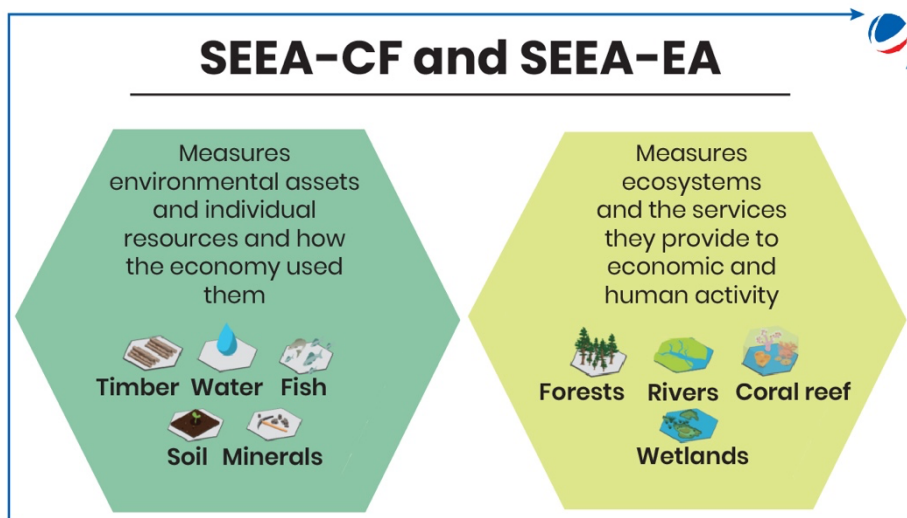 SEEA-CF and SEEA-EA
Measures
environmental assets
and individual
resources and how
the economy used
them
Timber Water Fish
Soil Minerals
Measures
ecosystems
and the services
they provide to
economic and
human activity
Forests Rivers Coral reef
Wetlands